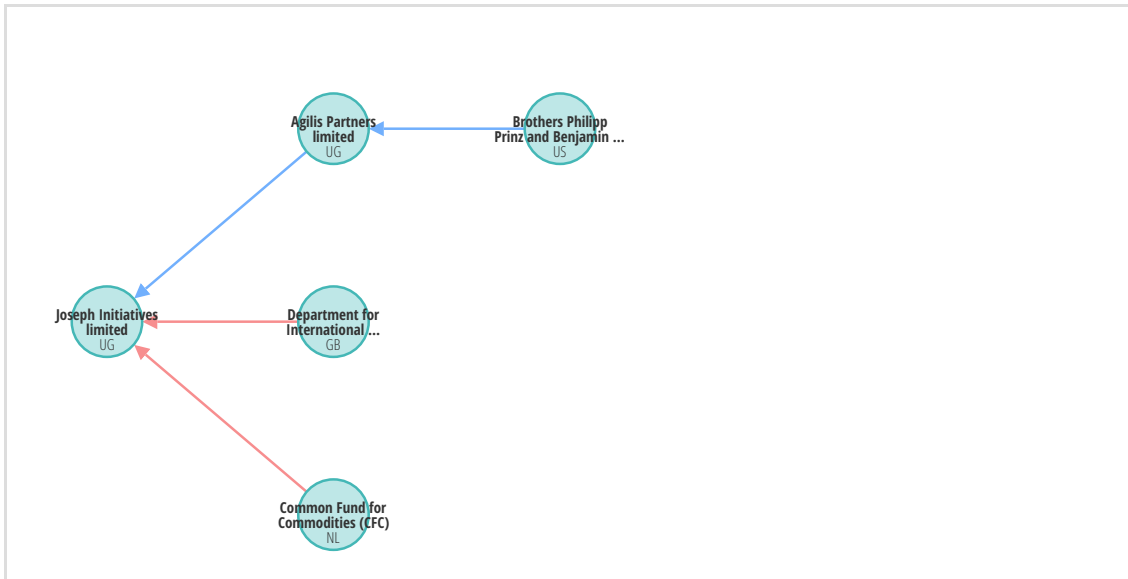 Agilis Partners
limited
UG
Brothers Philipp
Prinz and Benjamin ...
US
Joseph Initiatives
limited
UG
Department for
International ...
GB
Common Fund for
Commodities (CFC)
NL